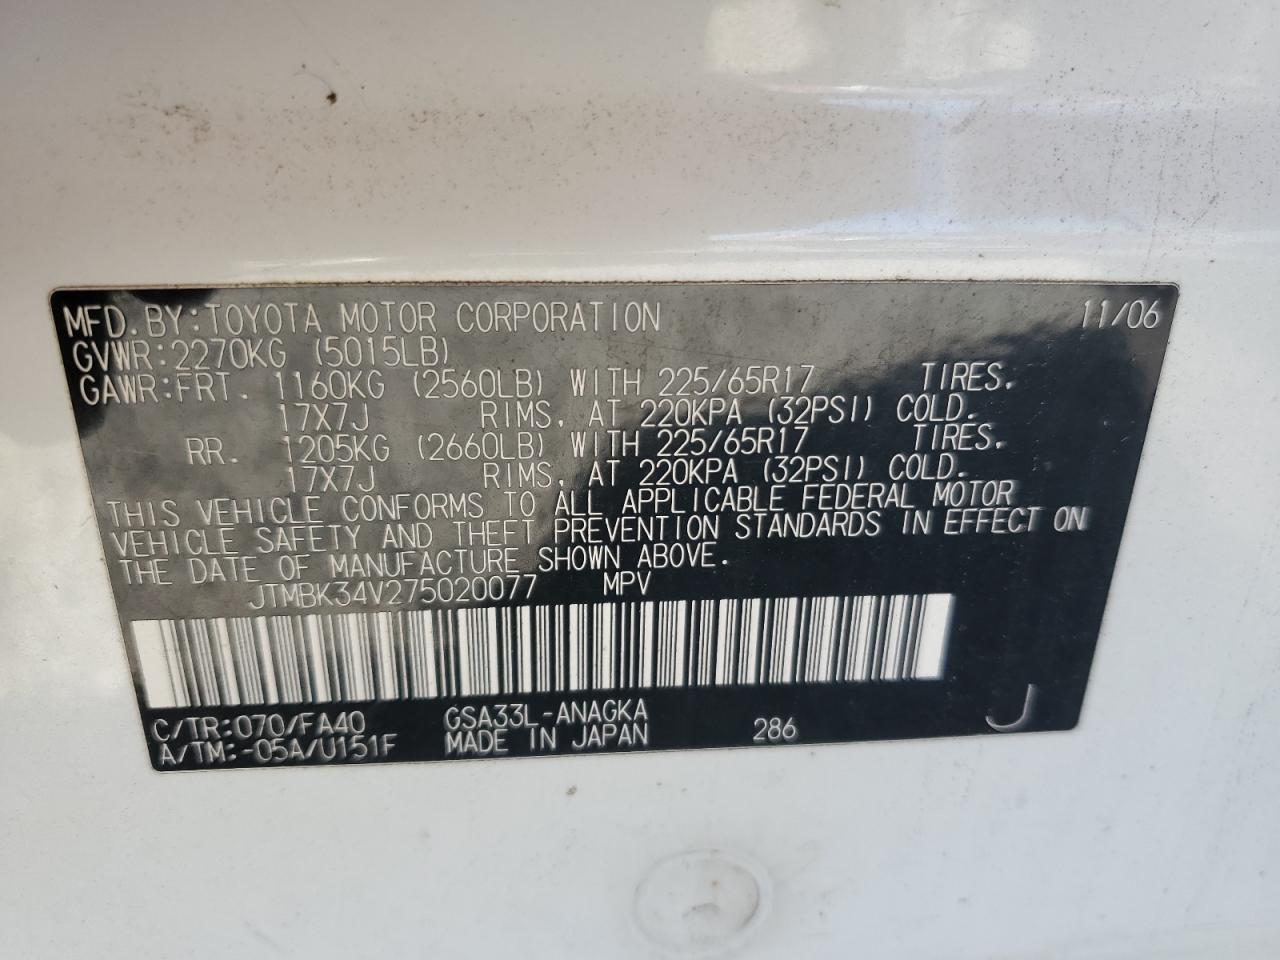 MFD. BY: TOYOTA MOTOR CORPORATION 11/06
GVWR: 2270KG (5015LB)
GAWR: FRT. 1160KG (2560LB) WITH 225/65R17 TIRES.
17X7J RIMS, AT 220KPA (32PSI) COLD.
RR. 1205KG (2660LB) WITH 225/65R17 TIRES.
17X7J RIMS, AT 220KPA (32PSI) COLD.
THIS VEHICLE CONFORMS TO ALL APPLICABLE FEDERAL MOTOR
VEHICLE SAFETY AND THEFT PREVENTION STANDARDS IN EFFECT ON
THE DATE OF MANUFACTURE SHOWN ABOVE.
JTMBK34V275020077 MPV
C/TR: 070/FA40 GSA33L-ANAGKA
A/TM: -05A/U151F MADE IN JAPAN 286 J